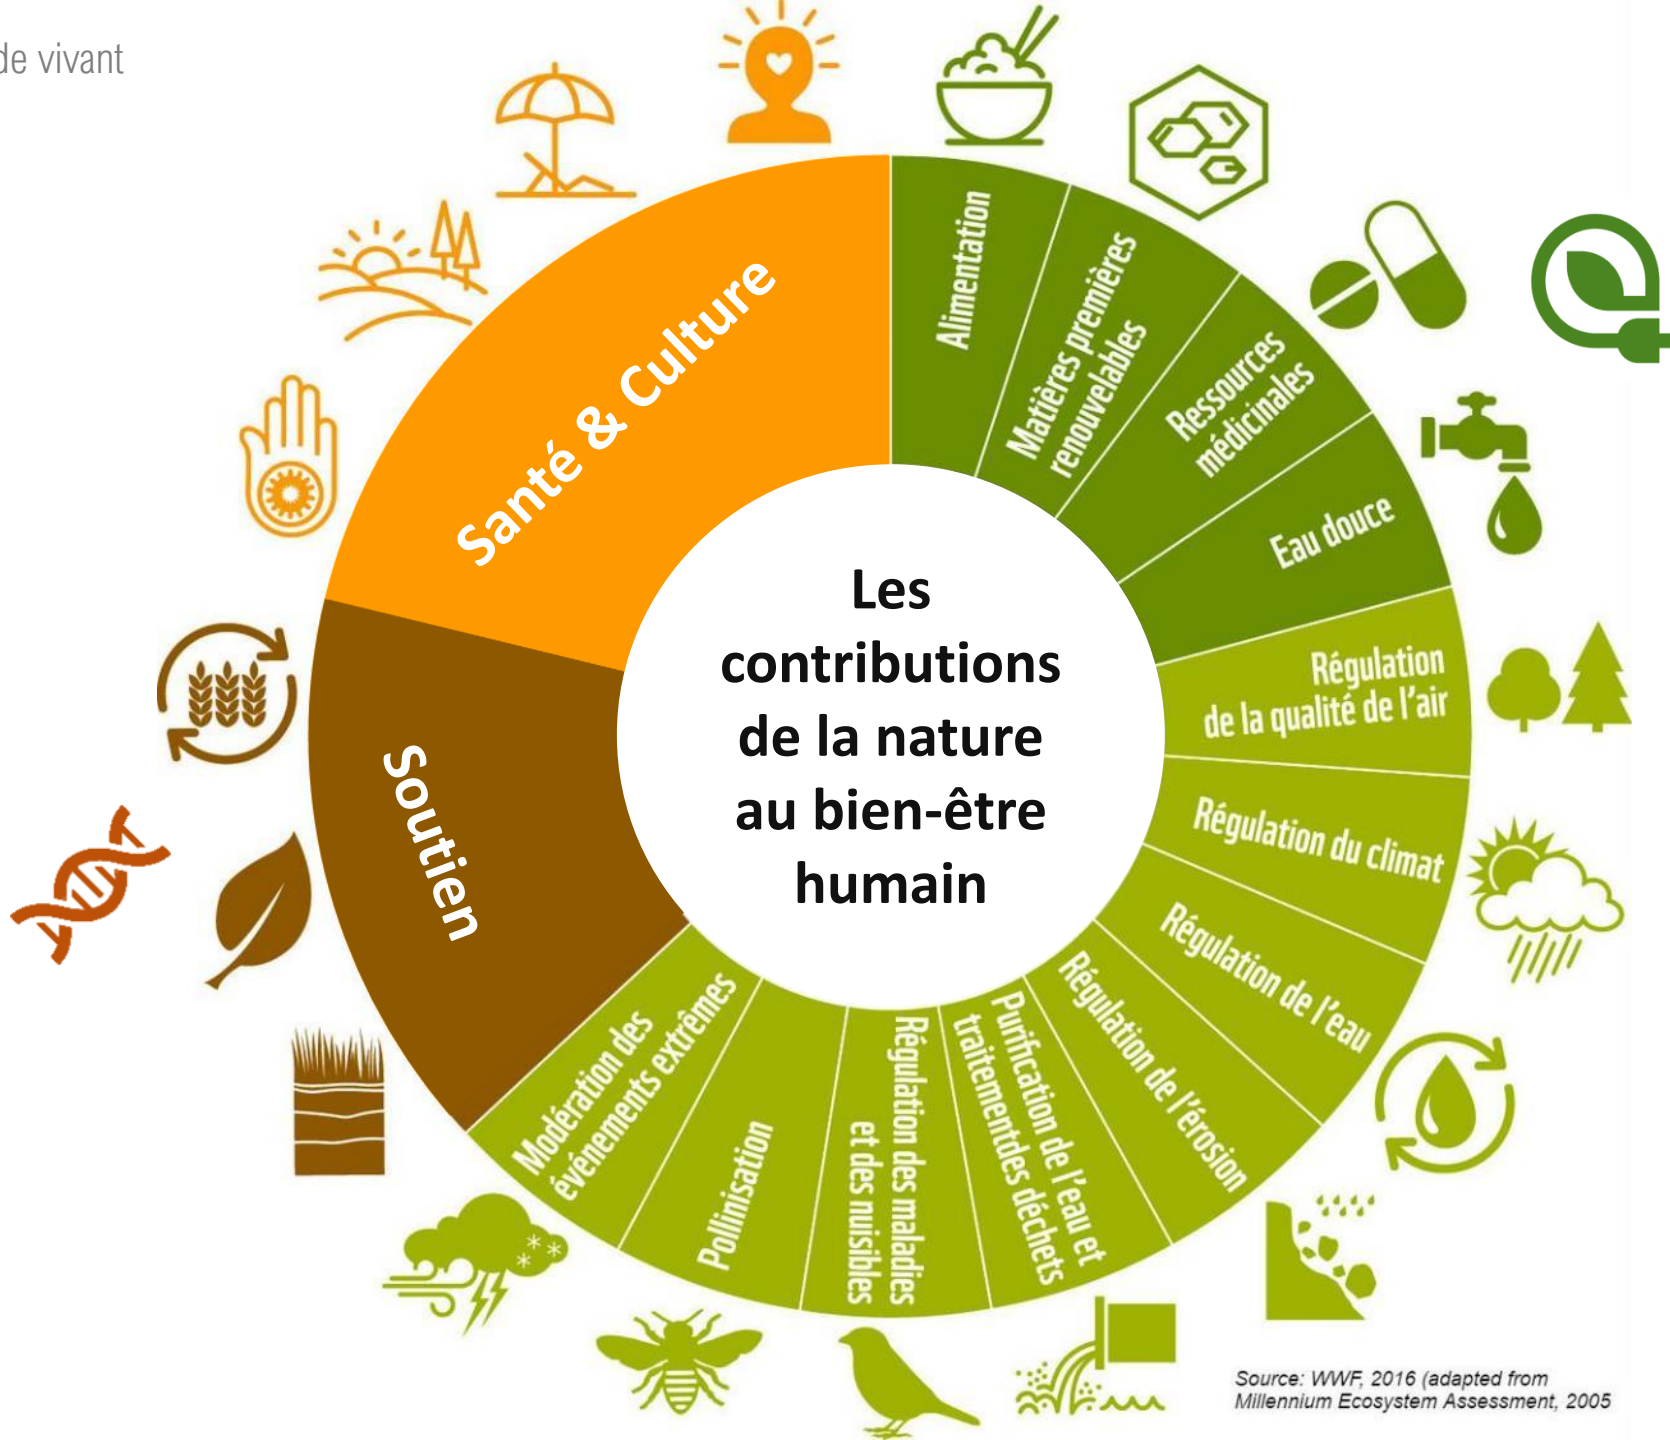 de vivant
Alimentation
Matières premières
renouvelables
Ressources
médicinales
Eau douce
Régulation
de la qualité de l'air
Régulation du climat
Régulation de l'eau
Régulation de l'érosion
Purification de l'eau et
traitementdes déchets
Régulation des maladies
et des nuisibles
Pollinisation
Modération des
événements extrêmes
Soutien
Santé & Culture
Les
contributions
de la nature
au bien-être
humain
Source: WWF, 2016 (adapted from
Millennium Ecosystem Assessment, 2005